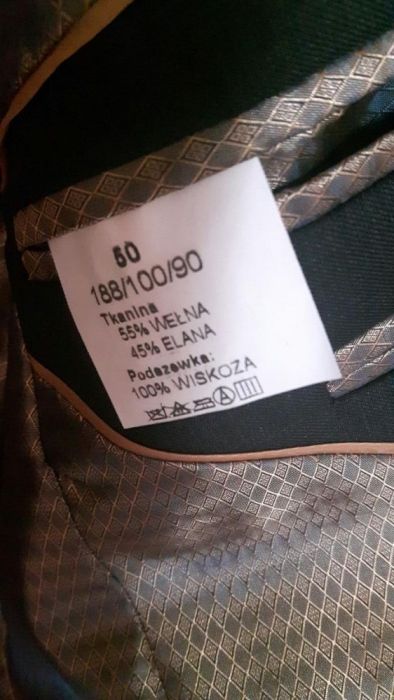 50
188/100/90
Tkanina
55% WEŁNA
45% ELANA
Podszewka:
100% WISKOZA
A